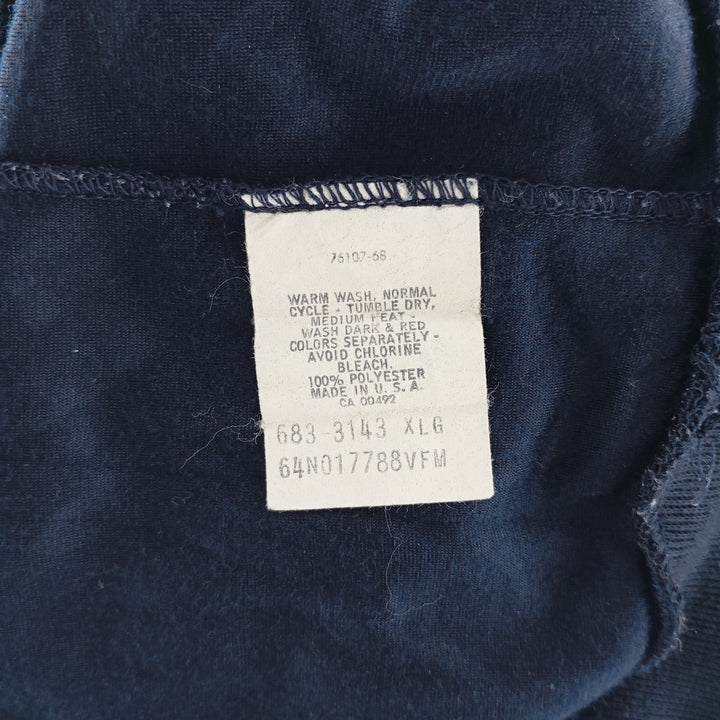 76107-68
WARM WASH, NORMAL
CYCLE - TUMBLE DRY,
MEDIUM HEAT -
WASH DARK & RED
COLORS SEPARATELY -
AVOID CHLORINE
BLEACH.
100% POLYESTER
MADE IN U. S. A.
CA 00492
683-3143 XLG
64N017788VFM